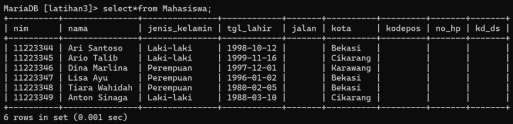 MariaDB [latihan3]> select*from Mahasiswa;
+----------+---------------+---------------+------------+-------+----------+---------+-------+-------+
| nim      | nama          | jenis_kelamin | tgl_lahir  | jalan | kota     | kodepos | no_hp | kd_ds |
+----------+---------------+---------------+------------+-------+----------+---------+-------+-------+
| 11223344 | Ari Santoso   | Laki-laki     | 1998-10-12 |       | Bekasi   |         |       |       |
| 11223345 | Ario Talib    | Laki-laki     | 1999-11-16 |       | Cikarang |         |       |       |
| 11223346 | Dina Marlina  | Perempuan     | 1997-12-01 |       | Karawang |         |       |       |
| 11223347 | Lisa Ayu      | Perempuan     | 1996-01-02 |       | Bekasi   |         |       |       |
| 11223348 | Tiara Wahidah | Perempuan     | 1980-02-05 |       | Bekasi   |         |       |       |
| 11223349 | Anton Sinaga  | Laki-laki     | 1988-03-10 |       | Cikarang |         |       |       |
+----------+---------------+---------------+------------+-------+----------+---------+-------+-------+
6 rows in set (0.001 sec)